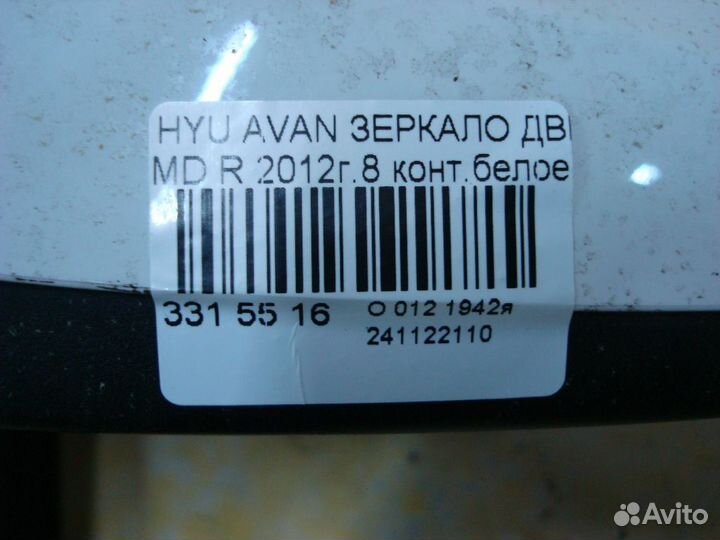 HYU AVAN ЗЕРКАЛО ДВ
MD R 2012г.8 конт.белое
331 55 16
О 012 1942я
241122110
Avito